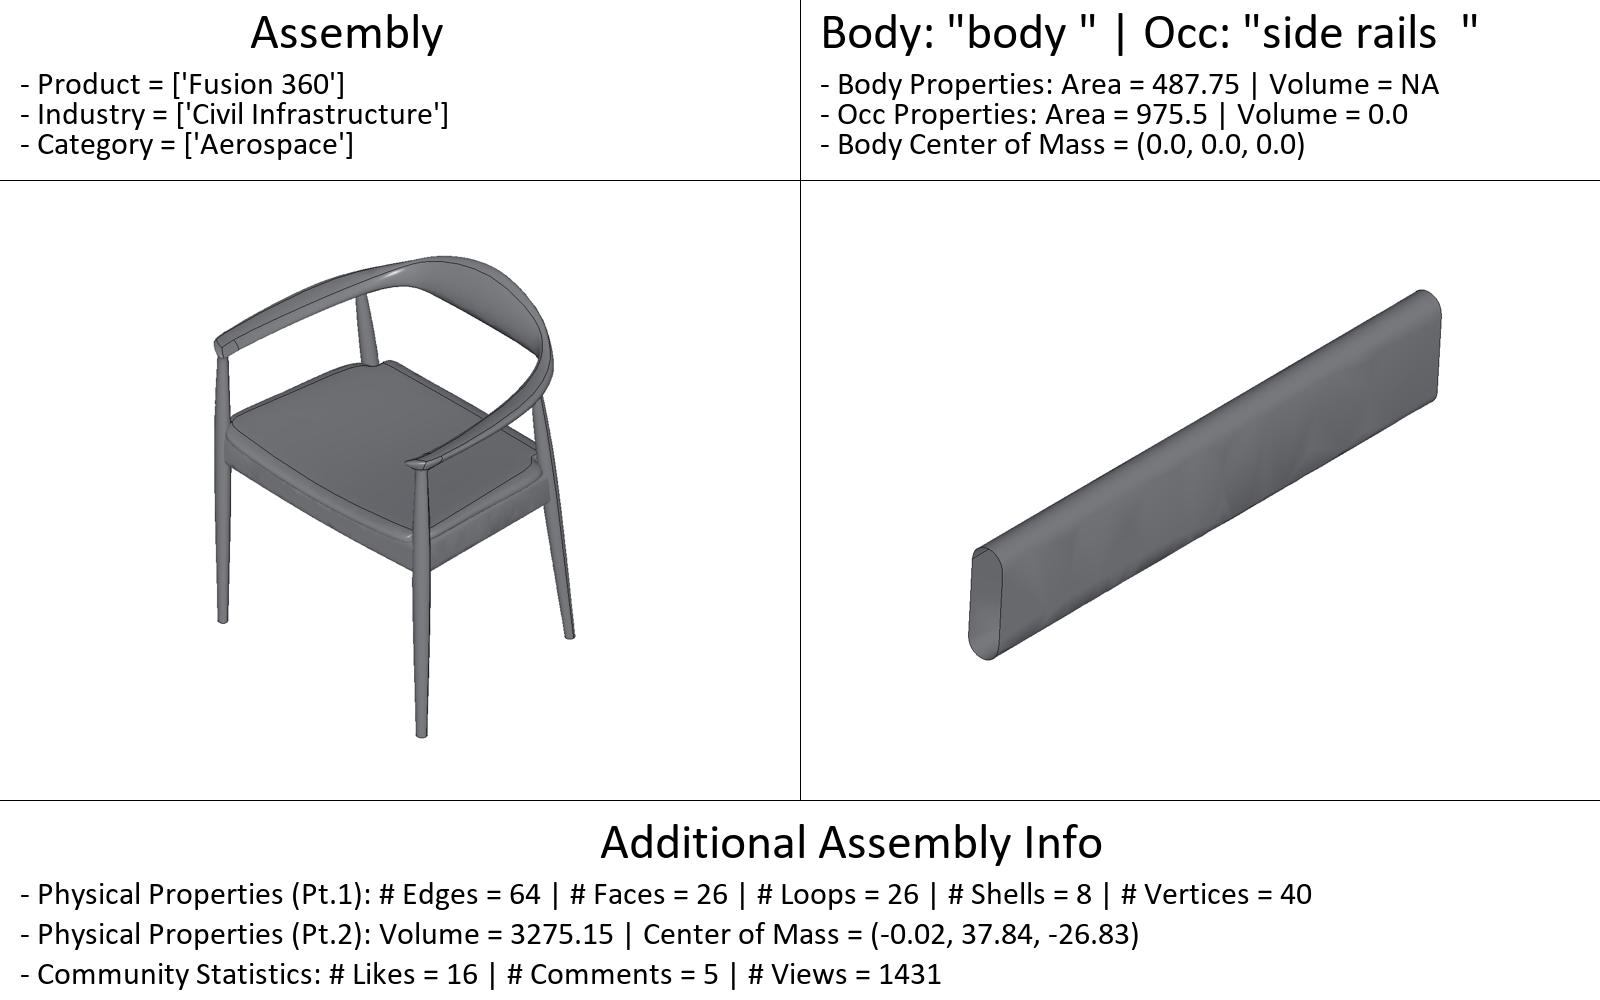 Assembly
- Product = ['Fusion 360']
- Industry = ['Civil Infrastructure']
- Category = ['Aerospace']
Body: "body " | Occ: "side rails  "
- Body Properties: Area = 487.75 | Volume = NA
- Occ Properties: Area = 975.5 | Volume = 0.0
- Body Center of Mass = (0.0, 0.0, 0.0)
Additional Assembly Info
- Physical Properties (Pt.1): # Edges = 64 | # Faces = 26 | # Loops = 26 | # Shells = 8 | # Vertices = 40
- Physical Properties (Pt.2): Volume = 3275.15 | Center of Mass = (-0.02, 37.84, -26.83)
- Community Statistics: # Likes = 16 | # Comments = 5 | # Views = 1431